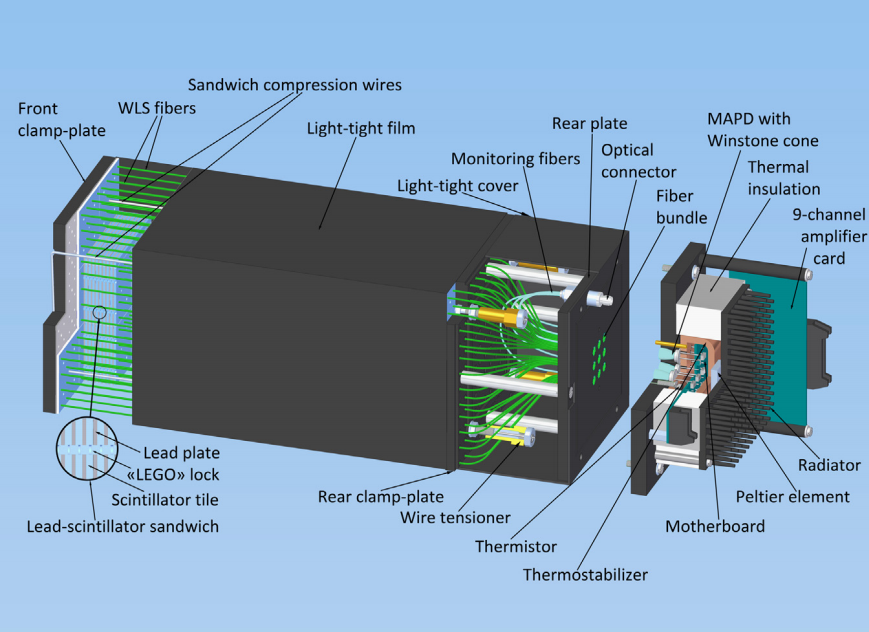 Sandwich compression wires
Front
clamp-plate
WLS fibers
Light-tight film
Rear plate
Monitoring fibers
Light-tight cover
Optical
connector
Fiber
bundle
MAPD with
Winstone cone
Thermal
insulation
9-channel
amplifier
card
Lead plate
«LEGO» lock
Scintillator tile
Lead-scintillator sandwich
Rear clamp-plate
Wire tensioner
Thermistor
Thermostabilizer
Radiator
Peltier element
Motherboard